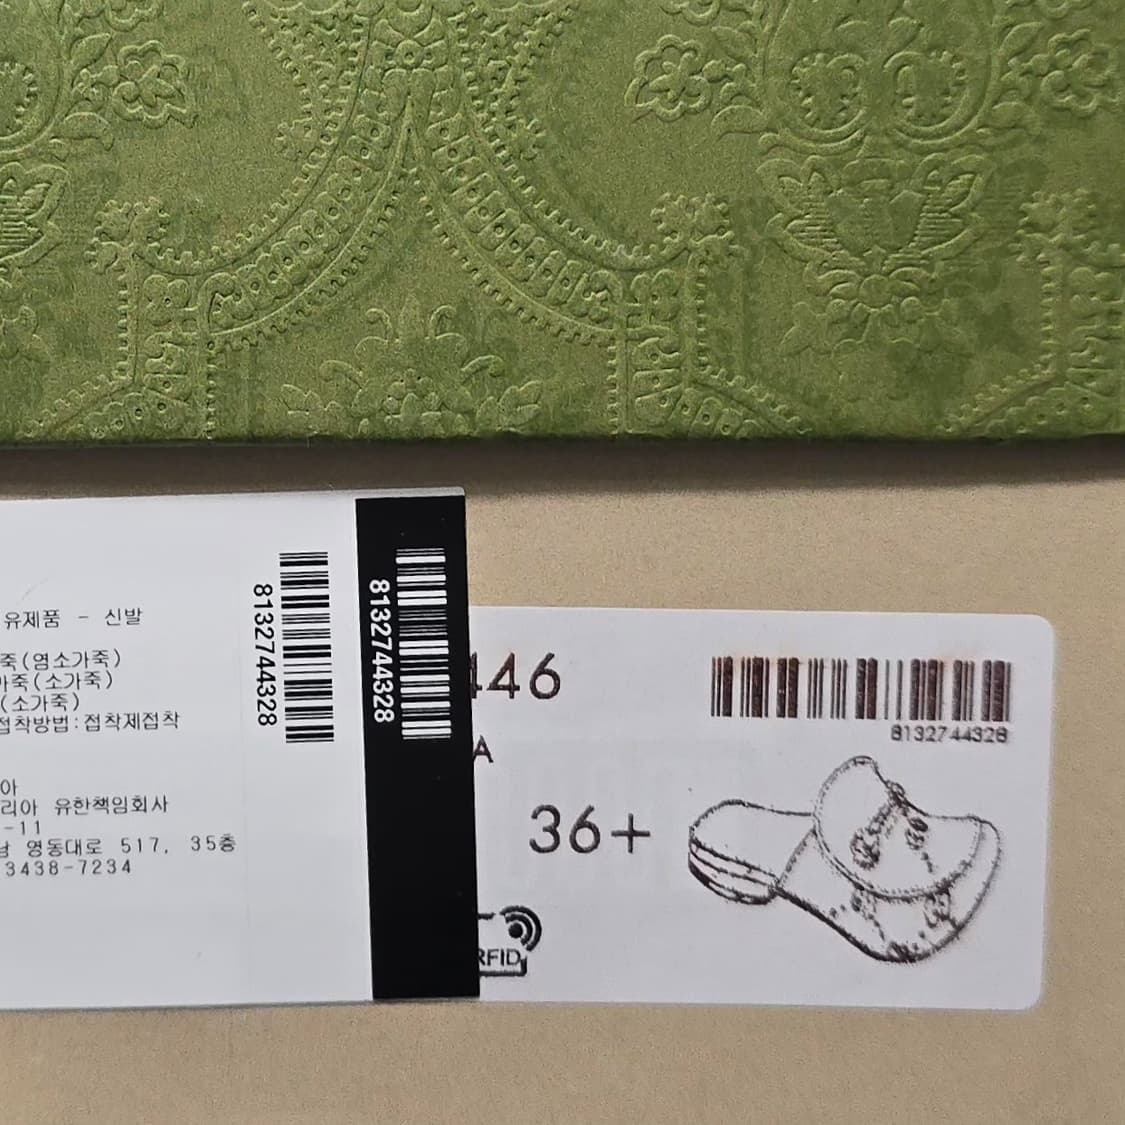 유제품 - 신발
죽(영소가죽)
죽(소가죽)
(소가죽)
접착방법:접착제접착
아
리아 유한책임회사
-11
영동대로 517, 35층
3438-7234
8132744328
8132744328
446
A
36+
RFID
8132744328